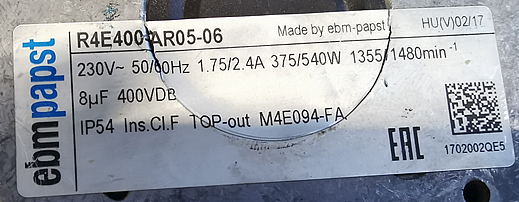 ebmpapst
R4E400-AR05-06
Made by ebm-papst
HU(V)02/17
230V~ 50/60Hz 1.75/2.4A 375/540W 1355/1480min⁻¹
8µF 400VDB
IP54 Ins.Cl.F TOP-out M4E094-FA
EAC
1702002QE5